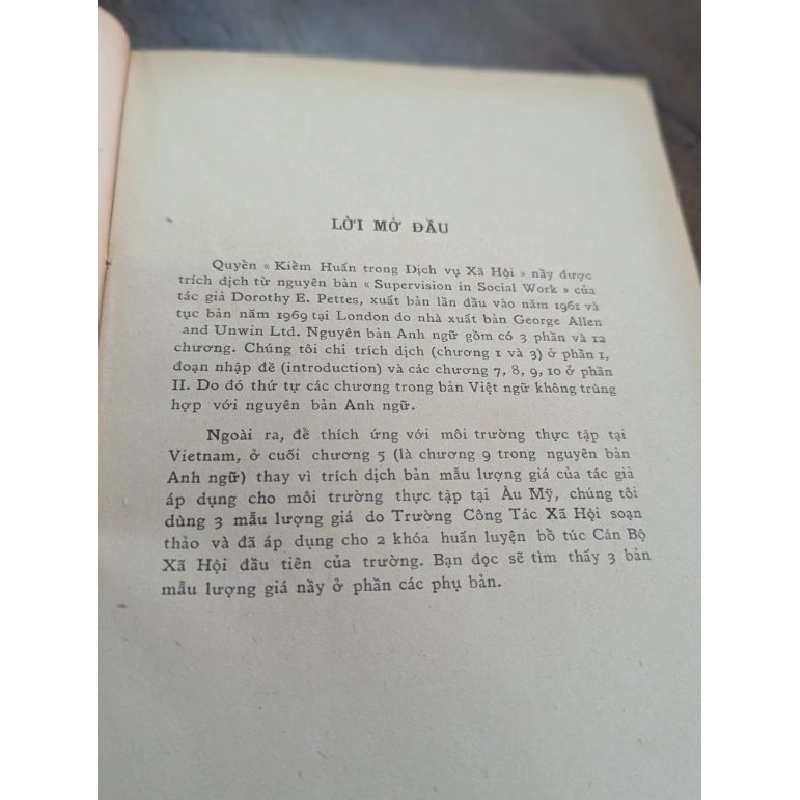 LỜI MỞ ĐẦU
Quyển « Kiểm Huấn trong Dịch vụ Xã Hội » nầy được
trích dịch từ nguyên bản « Supervision in Social Work » của
tác giả Dorothy E. Pettes, xuất bản lần đầu vào năm 1961 và
tục bản năm 1969 tại London do nhà xuất bản George Allen
and Unwin Ltd. Nguyên bản Anh ngữ gồm có 3 phần và 12
chương. Chúng tôi chỉ trích dịch (chương 1 và 3) ở phần 1,
đoạn nhập đề (introduction) và các chương 7, 8, 9, 10 ở phần
II. Do đó thứ tự các chương trong bản Việt ngữ không trùng
hợp với nguyên bản Anh ngữ.
Ngoài ra, để thích ứng với môi trường thực tập tại
Vietnam, ở cuối chương 5 (là chương 9 trong nguyên bản
Anh ngữ) thay vì trích dịch bản mẫu lượng giá của tác giả
áp dụng cho môi trường thực tập tại Âu Mỹ, chúng tôi
dùng 3 mẫu lượng giá do Trường Công Tác Xã Hội soạn
thảo và đã áp dụng cho 2 khóa huấn luyện bổ túc Cán Bộ
Xã Hội đầu tiên của trường. Bạn đọc sẽ tìm thấy 3 bản
mẫu lượng giá nầy ở phần các phụ bản.